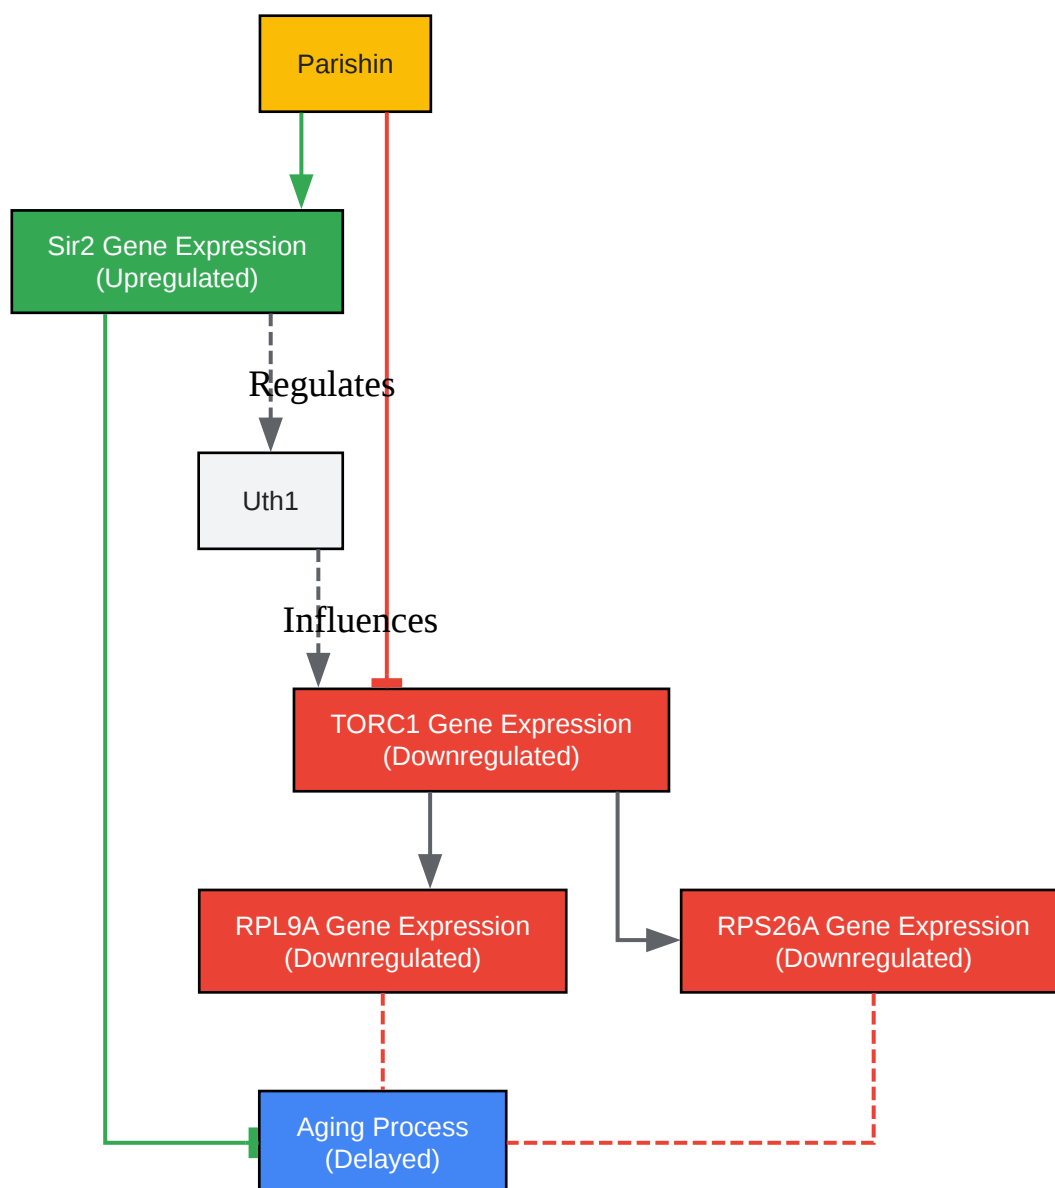 Parishin
Sir2 Gene Expression
(Upregulated)
Regulates
Uth1
Influences
TORC1 Gene Expression
(Downregulated)
RPL9A Gene Expression
(Downregulated)
RPS26A Gene Expression
(Downregulated)
Aging Process
(Delayed)